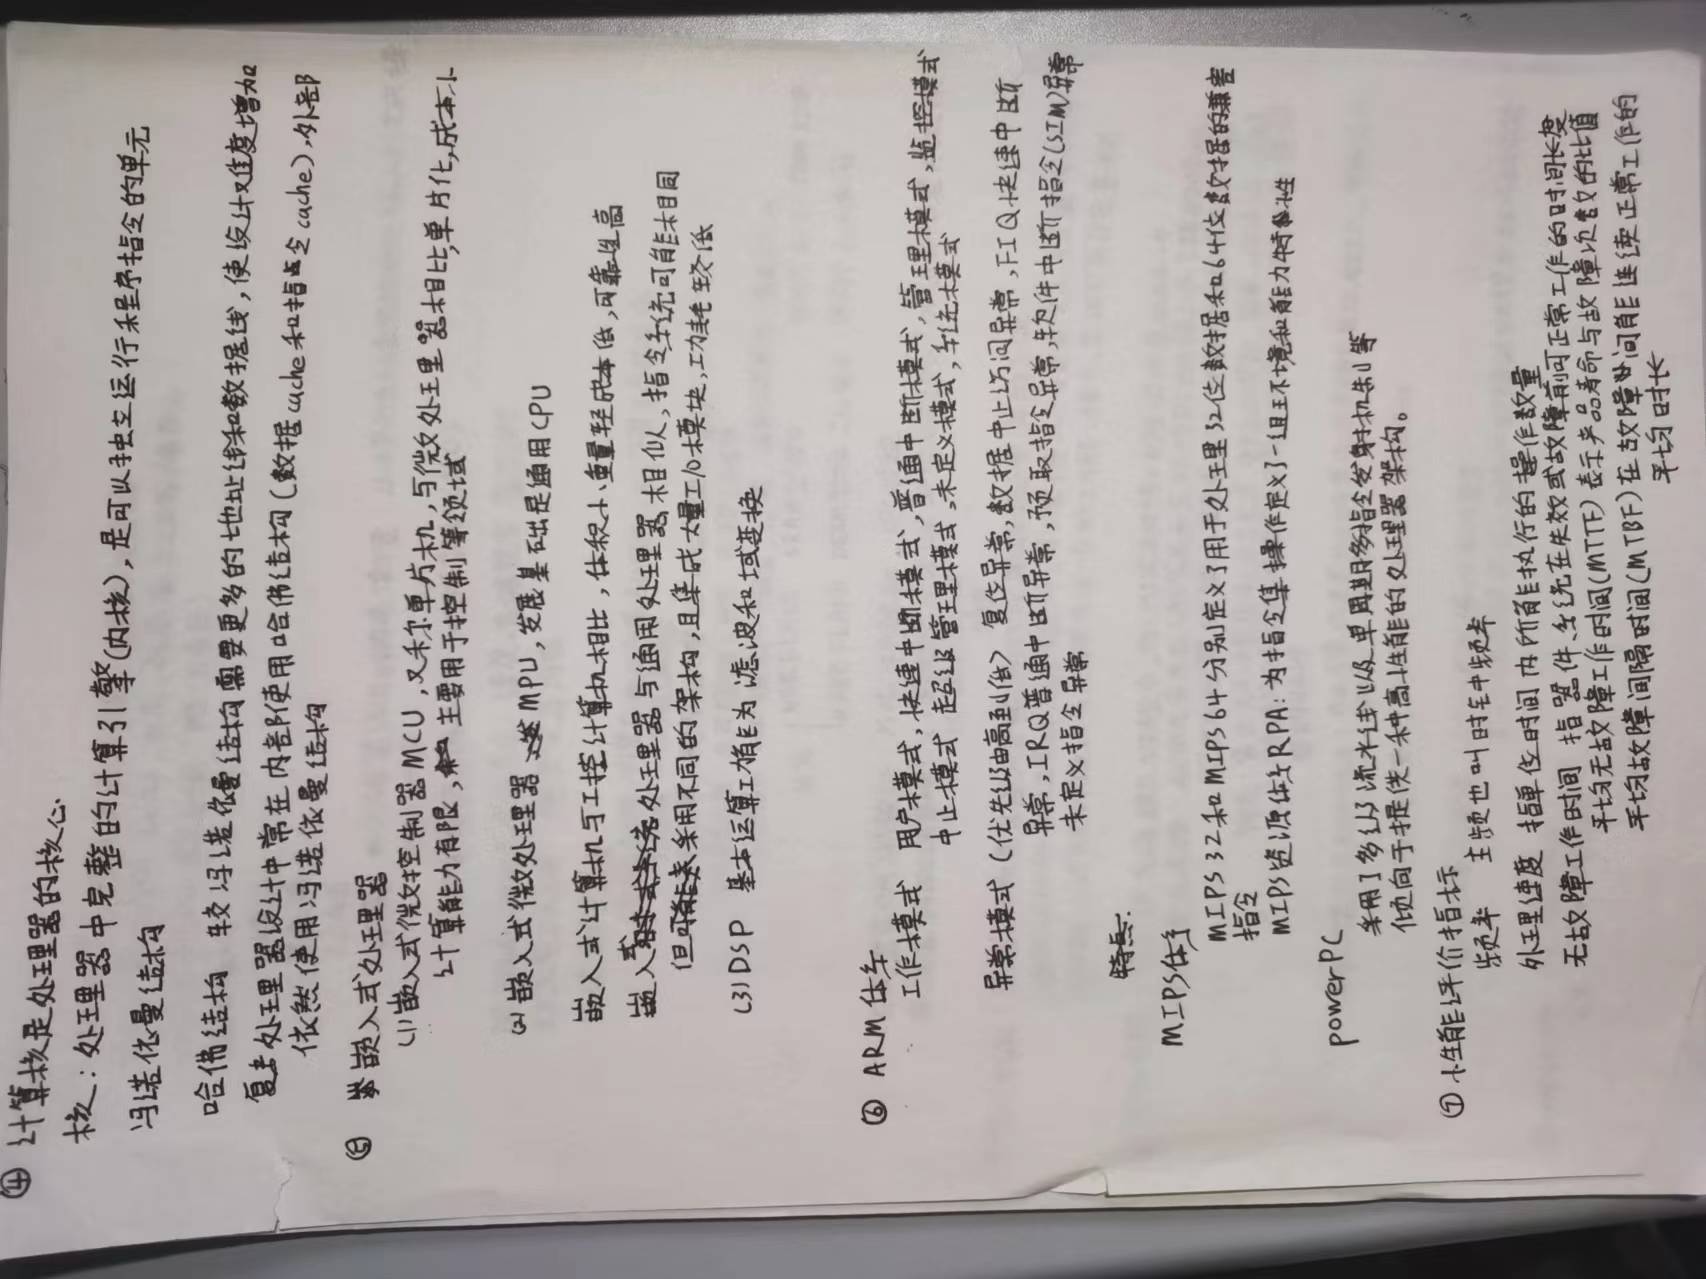 ④ 计算核是处理器的核心
核：处理器中完整的计算引擎(内核)，是可以独立运行程序指令的单元
冯诺依曼结构
哈佛结构 较冯诺依曼结构需要更多的地址线和数据线，使设计难度增加
复杂处理器设计中常在内部使用哈佛结构(数据cache和指令cache)，外部
依然使用冯诺依曼结构
⑤ 嵌入式处理器
(1)嵌入式微控制器MCU，又称单片机，与微处理器相比，单片化，成本小
计算能力有限，主要用于控制等领域
(2)嵌入式微处理器 MPU，发展基础出是通用CPU
嵌入式计算机与工控计算机相比，体积小、重量轻成本低，可靠性高
嵌入式处理器与通用处理器相似，指令系统可能相同
但可能采用不同的架构，且集成大量I/O模块，功耗较低
(3)DSP 基本运算功能为滤波和域变换
⑥ ARM体系
工作模式 用户模式，快速中断模式，普通中断模式，管理模式，监控模式
中止模式 超级管理模式，未定义模式，系统模式
异常模式（优先级由高到低） 复位异常，数据中止访问异常，FIQ快速中断
异常，IRQ普通中断异常，预取指令异常，软件中断指令(SIM)异常
未定义指令异常
特点：
MIPS体系
MIPS 32和MIPS64分别定义了用于处理32位数据和64位数据的兼容
指令
MIPS资源体系RPA：为指令集操作定义了一组环境和能力特性
powerPC
采用了多级流水线以及单周期多指令发射机制等
倾向于提供一种高性能的处理器架构。
⑦ 性能评价指标
频率 主频也叫时钟频率
处理速度 指单位时间内所能执行的操作数量
无故障工作时间 指器件、系统在失效或故障前可正常工作的时间长度
平均无故障工作时间(MTTF)表示产品寿命与故障次数的比值
平均故障间隔时间(MTBF)在故障间能连续正常工作的
平均时长